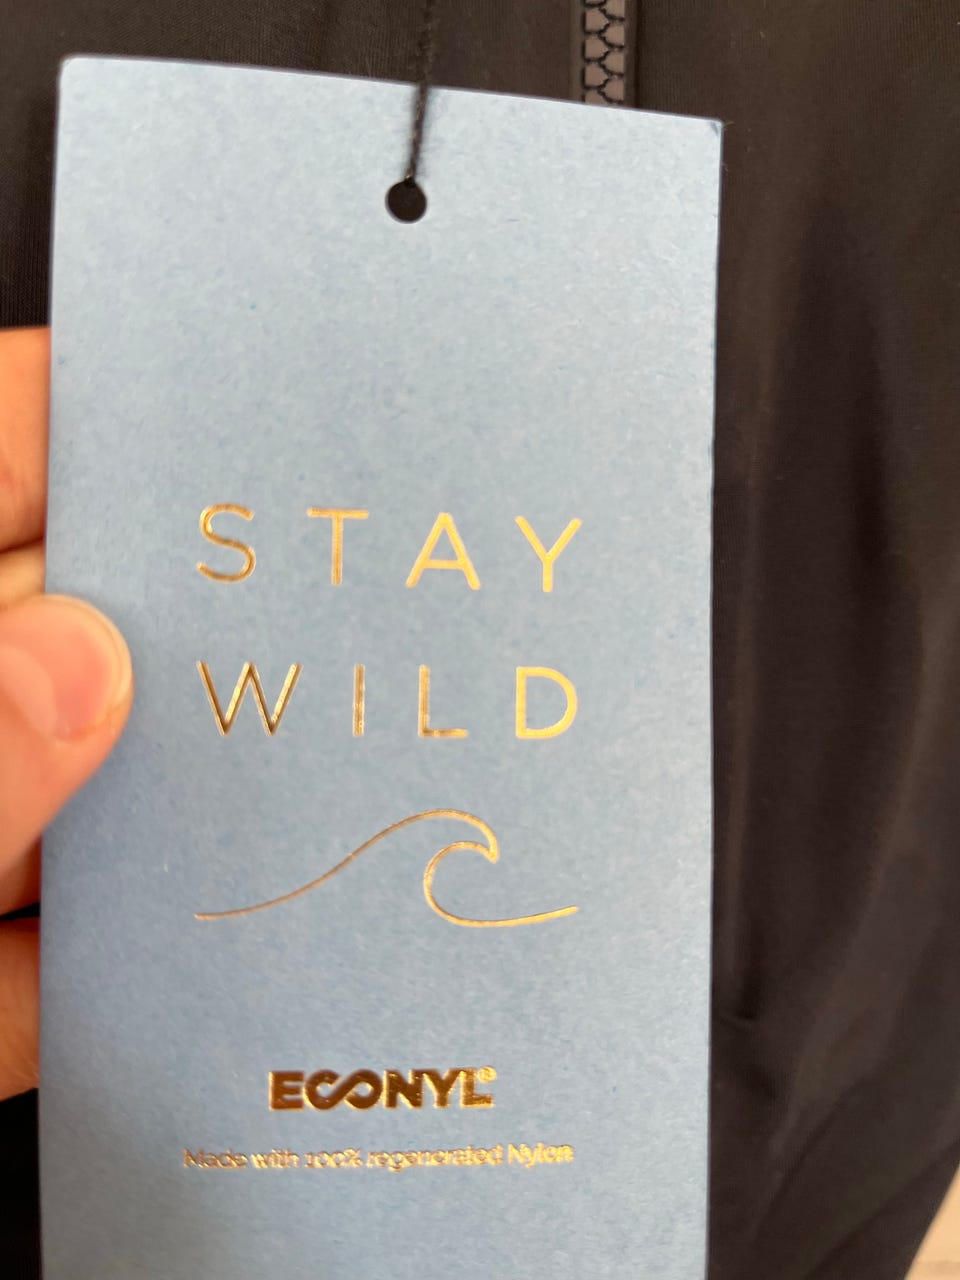 STAY
WILD
ECONYL®
Made with 100% regenerated Nylon